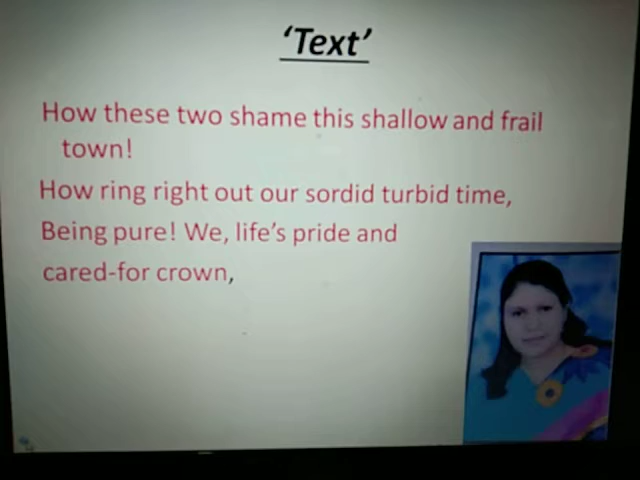 ‘Text’
How these two shame this shallow and frail
town!
How ring right out our sordid turbid time,
Being pure! We, life’s pride and
cared-for crown,